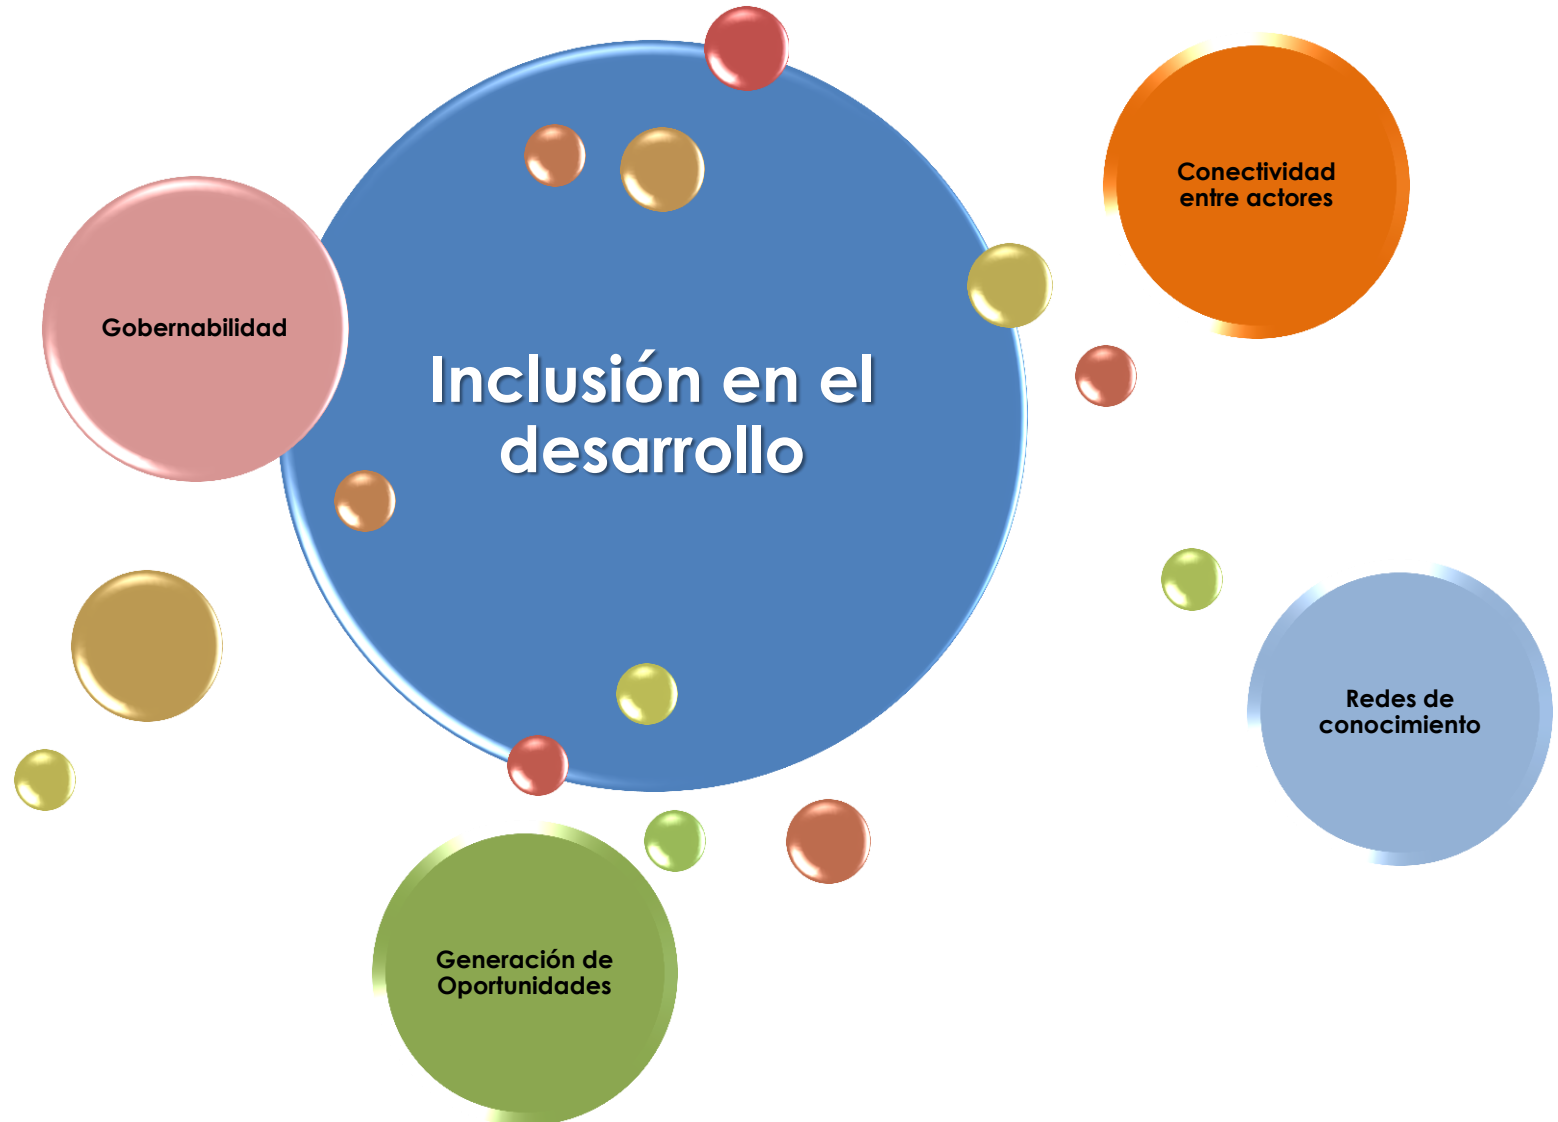 Conectividad
entre actores
Gobernabilidad
Inclusión en el
desarrollo
Redes de
conocimiento
Generación de
Oportunidades